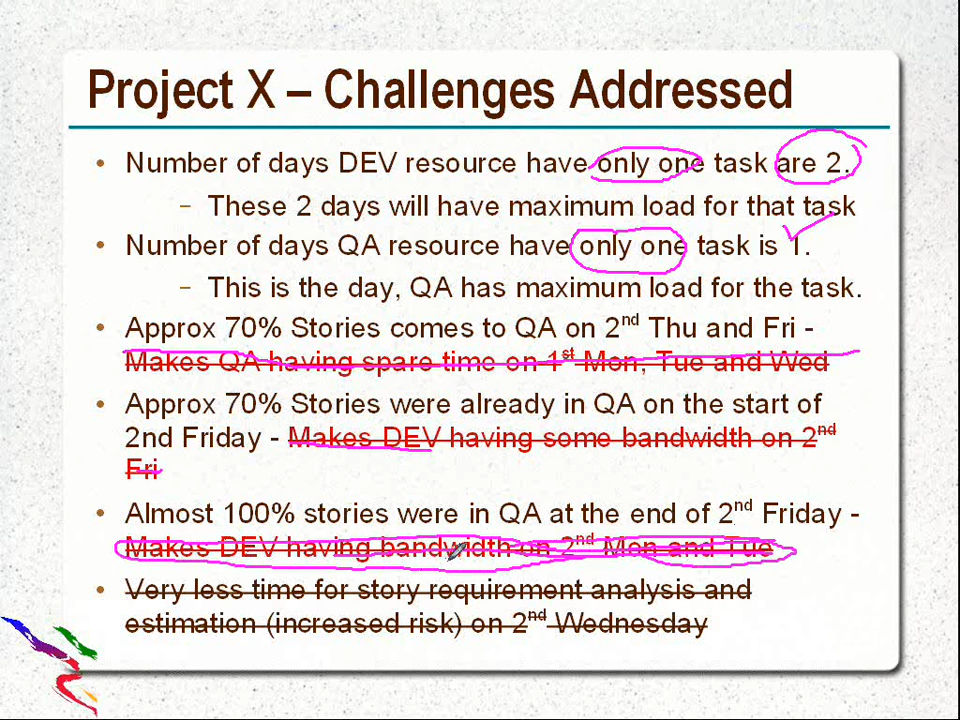 Project X – Challenges Addressed
• Number of days DEV resource have only one task are 2.
– These 2 days will have maximum load for that task
• Number of days QA resource have only one task is 1.
– This is the day, QA has maximum load for the task.
• Approx 70% Stories comes to QA on 2nd Thu and Fri -
Makes QA having spare time on 1st Mon, Tue and Wed
• Approx 70% Stories were already in QA on the start of
2nd Friday - Makes DEV having some bandwidth on 2nd
Fri
• Almost 100% stories were in QA at the end of 2nd Friday -
Makes DEV having bandwidth on 2nd Mon and Tue
• Very less time for story requirement analysis and
estimation (increased risk) on 2nd Wednesday